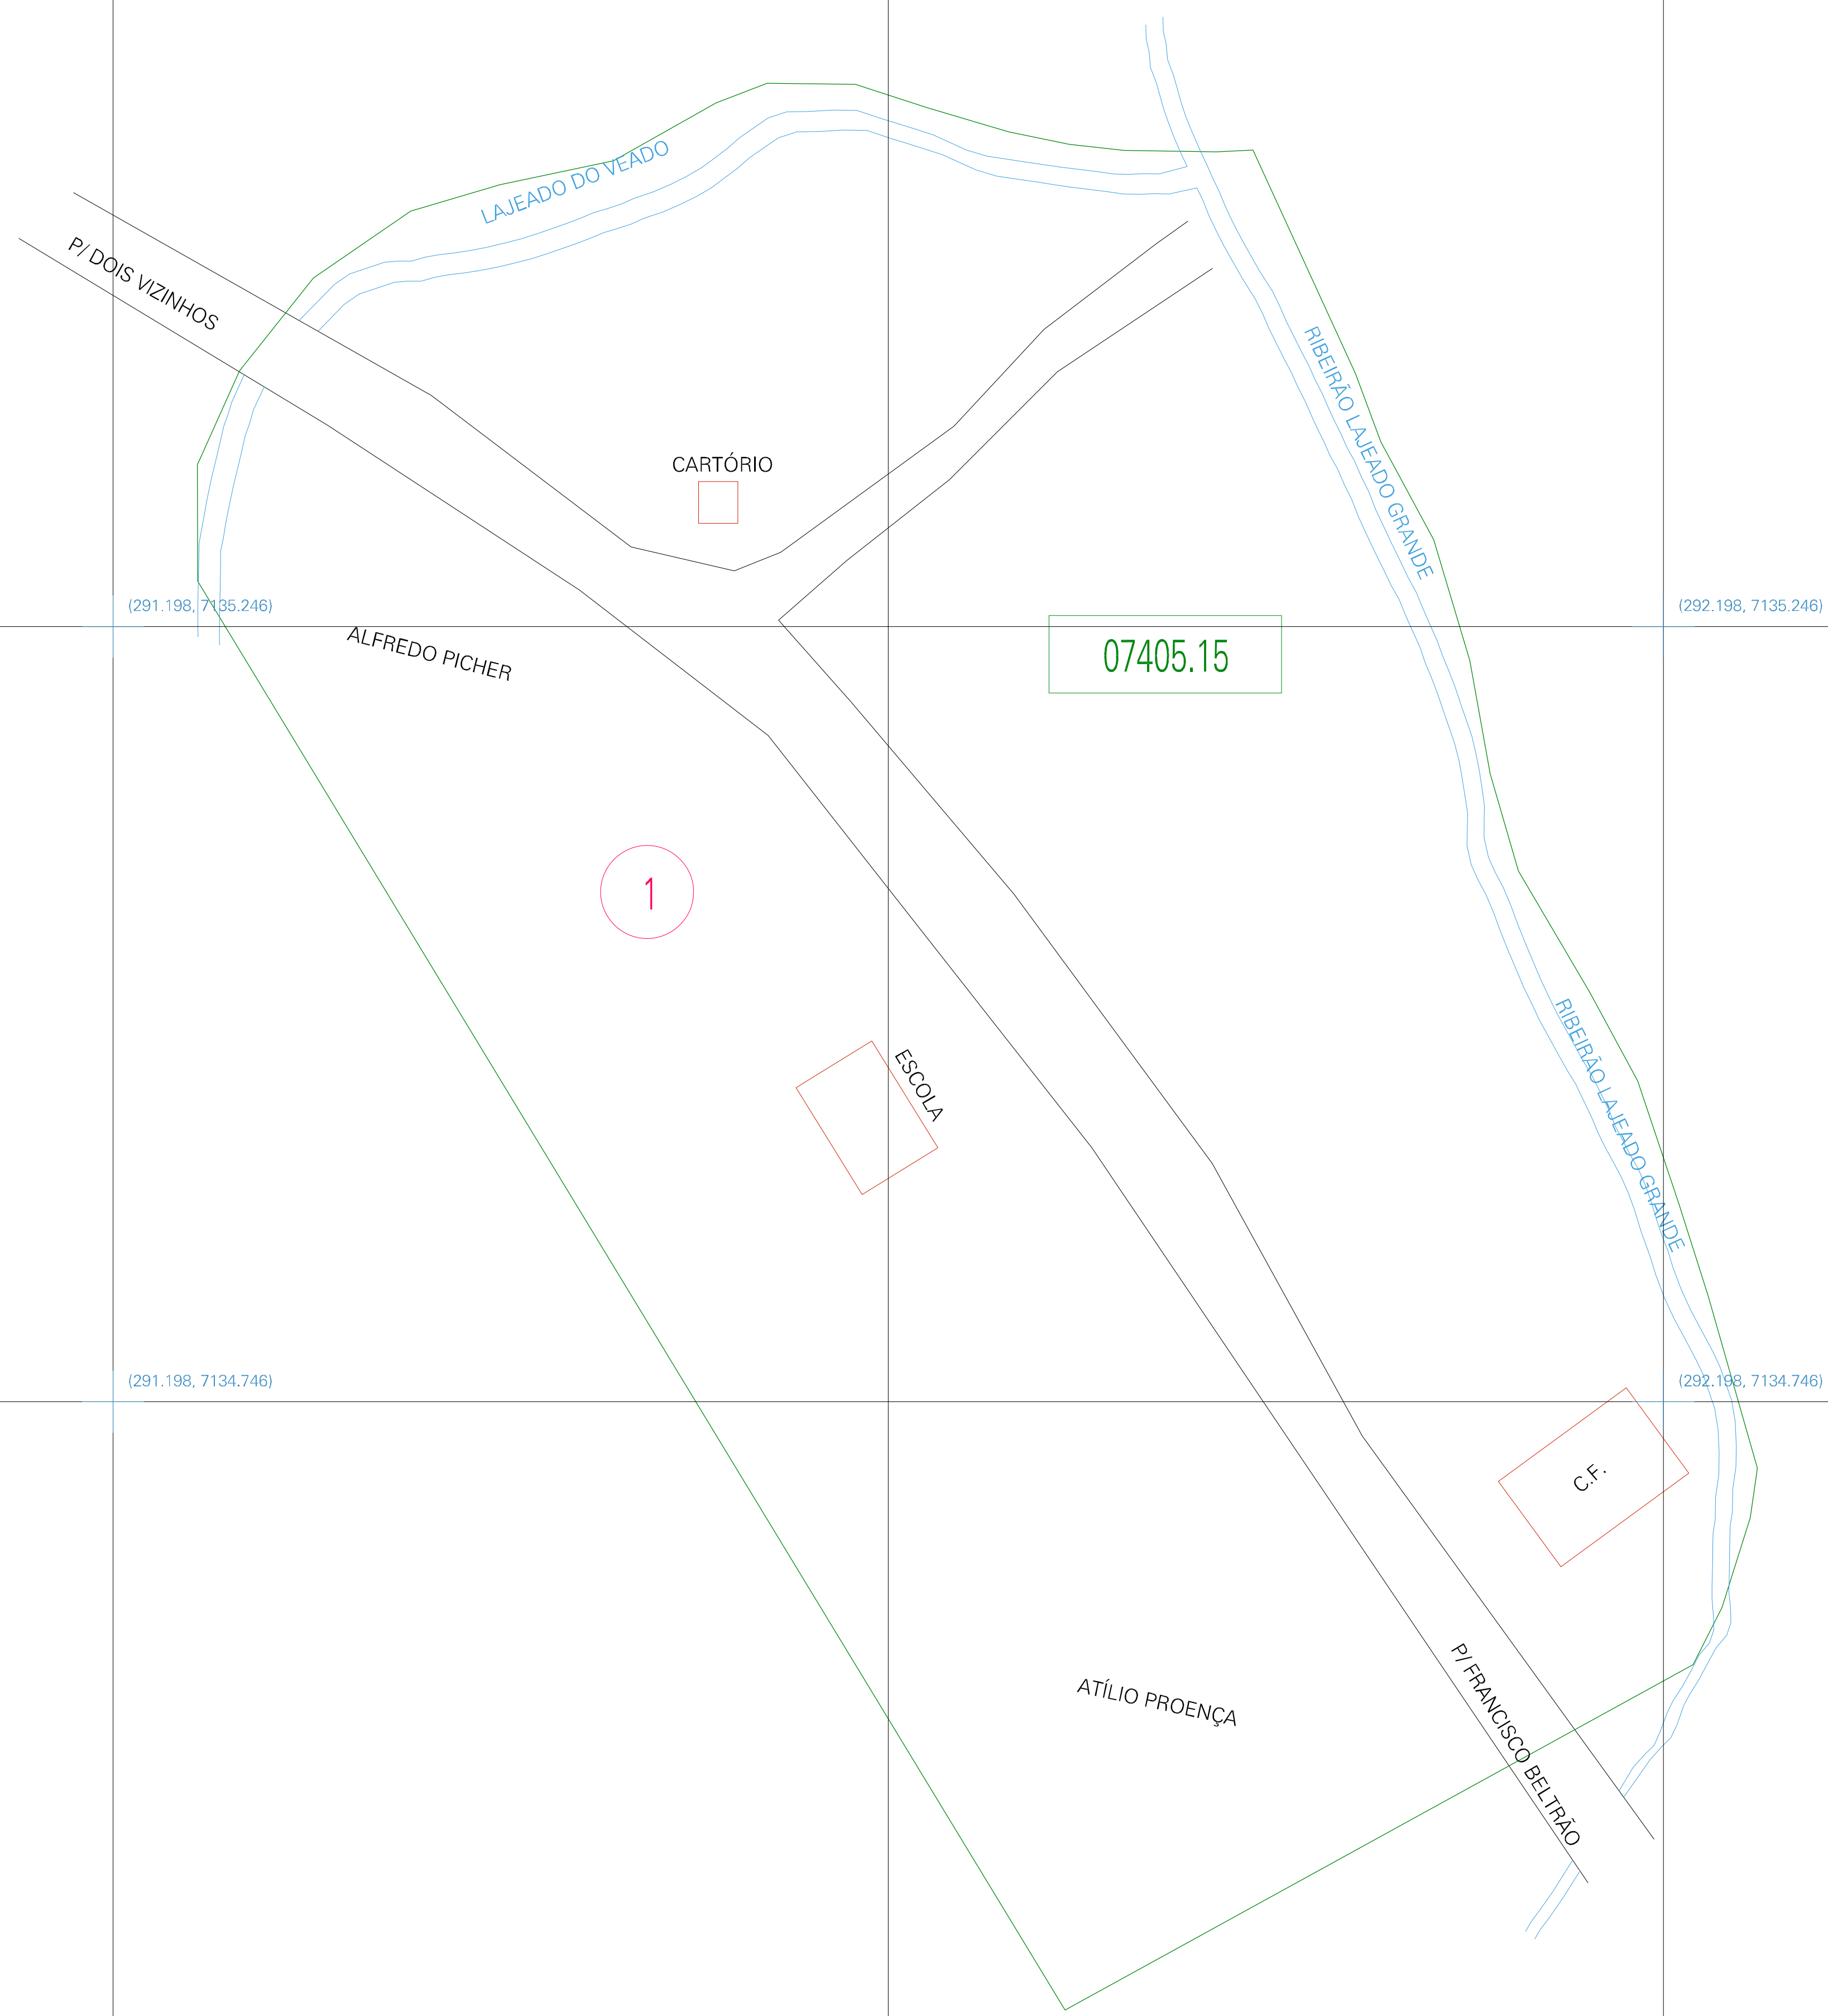 LAJEADO DO VEADO
P/ DOIS VIZINHOS
RIBEIRÃO LAJEADO GRANDE
CARTÓRIO
(291.198, 7135.246)
(292.198, 7135.246)
ALFREDO PICHER
07405.15
1
ESCOLA
RIBEIRÃO LAJEADO GRANDE
(291.198, 7134.746)
(292.198, 7134.746)
C.F.
ATÍLIO PROENÇA
P/ FRANCISCO BELTRÃO